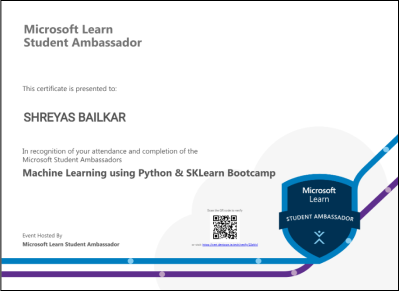 Microsoft Learn
Student Ambassador
This certificate is presented to:
SHREYAS BAILKAR
In recognition of your attendance and completion of the
Microsoft Student Ambassadors
Machine Learning using Python & SKLearn Bootcamp
Event Hosted By
Microsoft Learn Student Ambassador
Microsoft
Learn
STUDENT AMBASSADOR